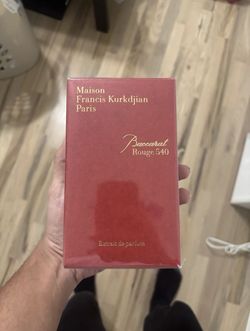 Maison
Francis Kurkdjian
Paris
Baccarat
Rouge 540
Extrait de parfum